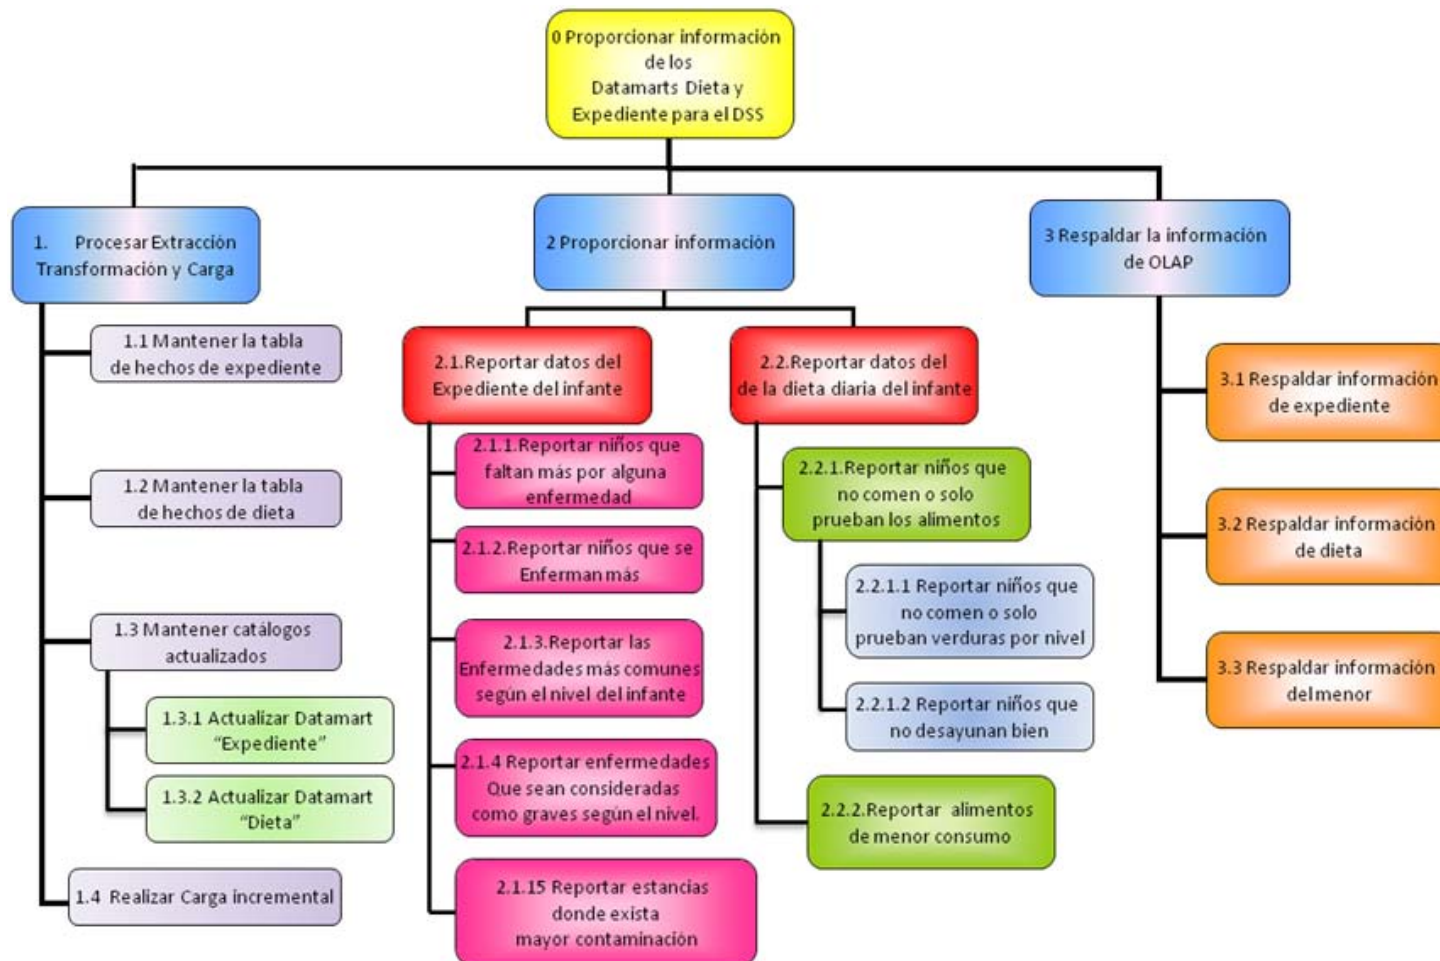 0 Proporcionar información
de los
Datamarts Dieta y
Expediente para el DSS
1. Procesar Extracción
Transformación y Carga
2 Proporcionar información
3 Respaldar la información
de OLAP
1.1 Mantener la tabla
de hechos de expediente
1.2 Mantener la tabla
de hechos de dieta
1.3 Mantener catálogos
actualizados
1.3.1 Actualizar Datamart
“Expediente”
1.3.2 Actualizar Datamart
“Dieta”
1.4 Realizar Carga incremental
2.1.Reportar datos del
Expediente del infante
2.1.1.Reportar niños que
faltan más por alguna
enfermedad
2.1.2.Reportar niños que se
Enferman más
2.1.3.Reportar las
Enfermedades más comunes
según el nivel del infante
2.1.4 Reportar enfermedades
Que sean consideradas
como graves según el nivel.
2.1.15 Reportar estancias
donde exista
mayor contaminación
2.2.Reportar datos del
de la dieta diaria del infante
2.2.1.Reportar niños que
no comen o solo
prueban los alimentos
2.2.1.1 Reportar niños que
no comen o solo
prueban verduras por nivel
2.2.1.2 Reportar niños que
no desayunan bien
2.2.2.Reportar alimentos
de menor consumo
3.1 Respaldar información
de expediente
3.2 Respaldar información
de dieta
3.3 Respaldar información
del menor